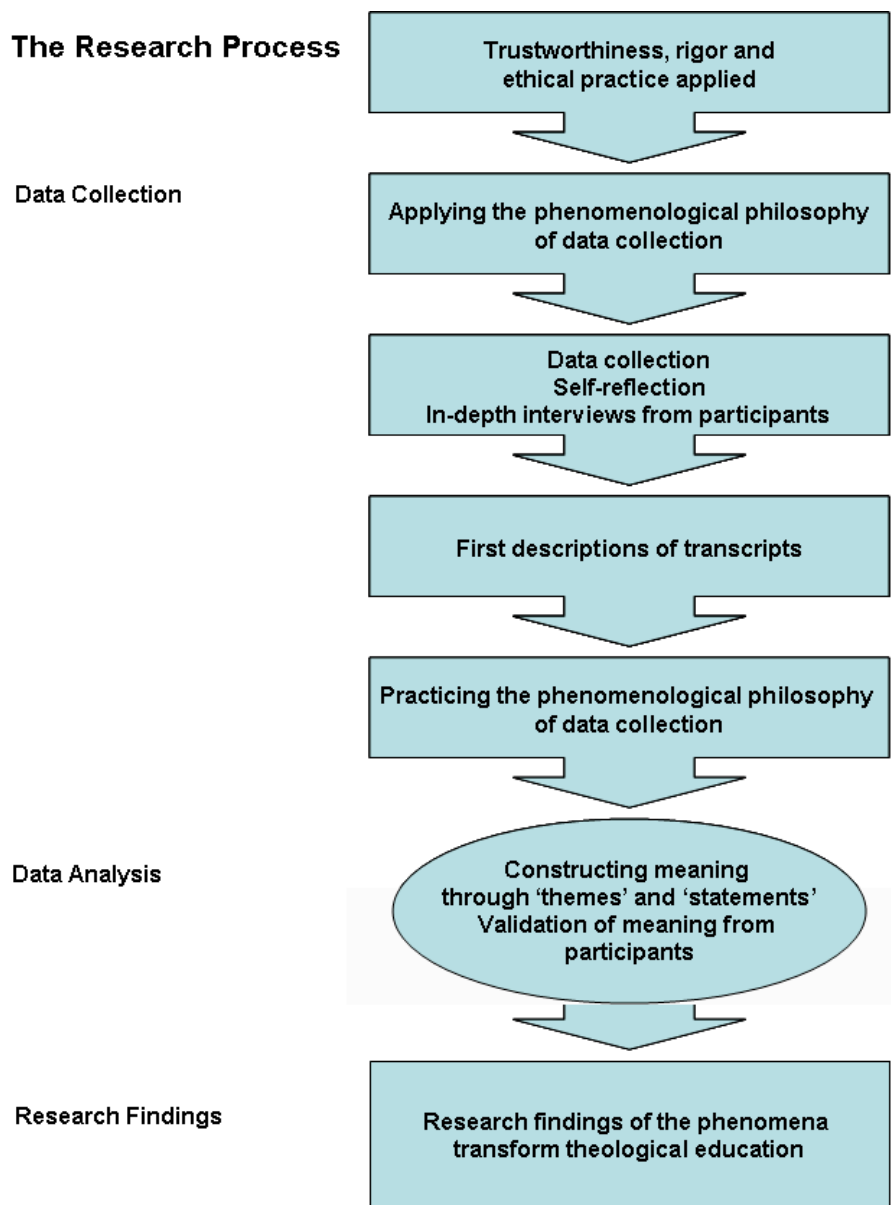 The Research Process
Trustworthiness, rigor and
ethical practice applied
Data Collection
Applying the phenomenological philosophy
of data collection
Data collection
Self-reflection
In-depth interviews from participants
First descriptions of transcripts
Practicing the phenomenological philosophy
of data collection
Data Analysis
Constructing meaning
through ‘themes’ and ‘statements’
Validation of meaning from
participants
Research Findings
Research findings of the phenomena
transform theological education